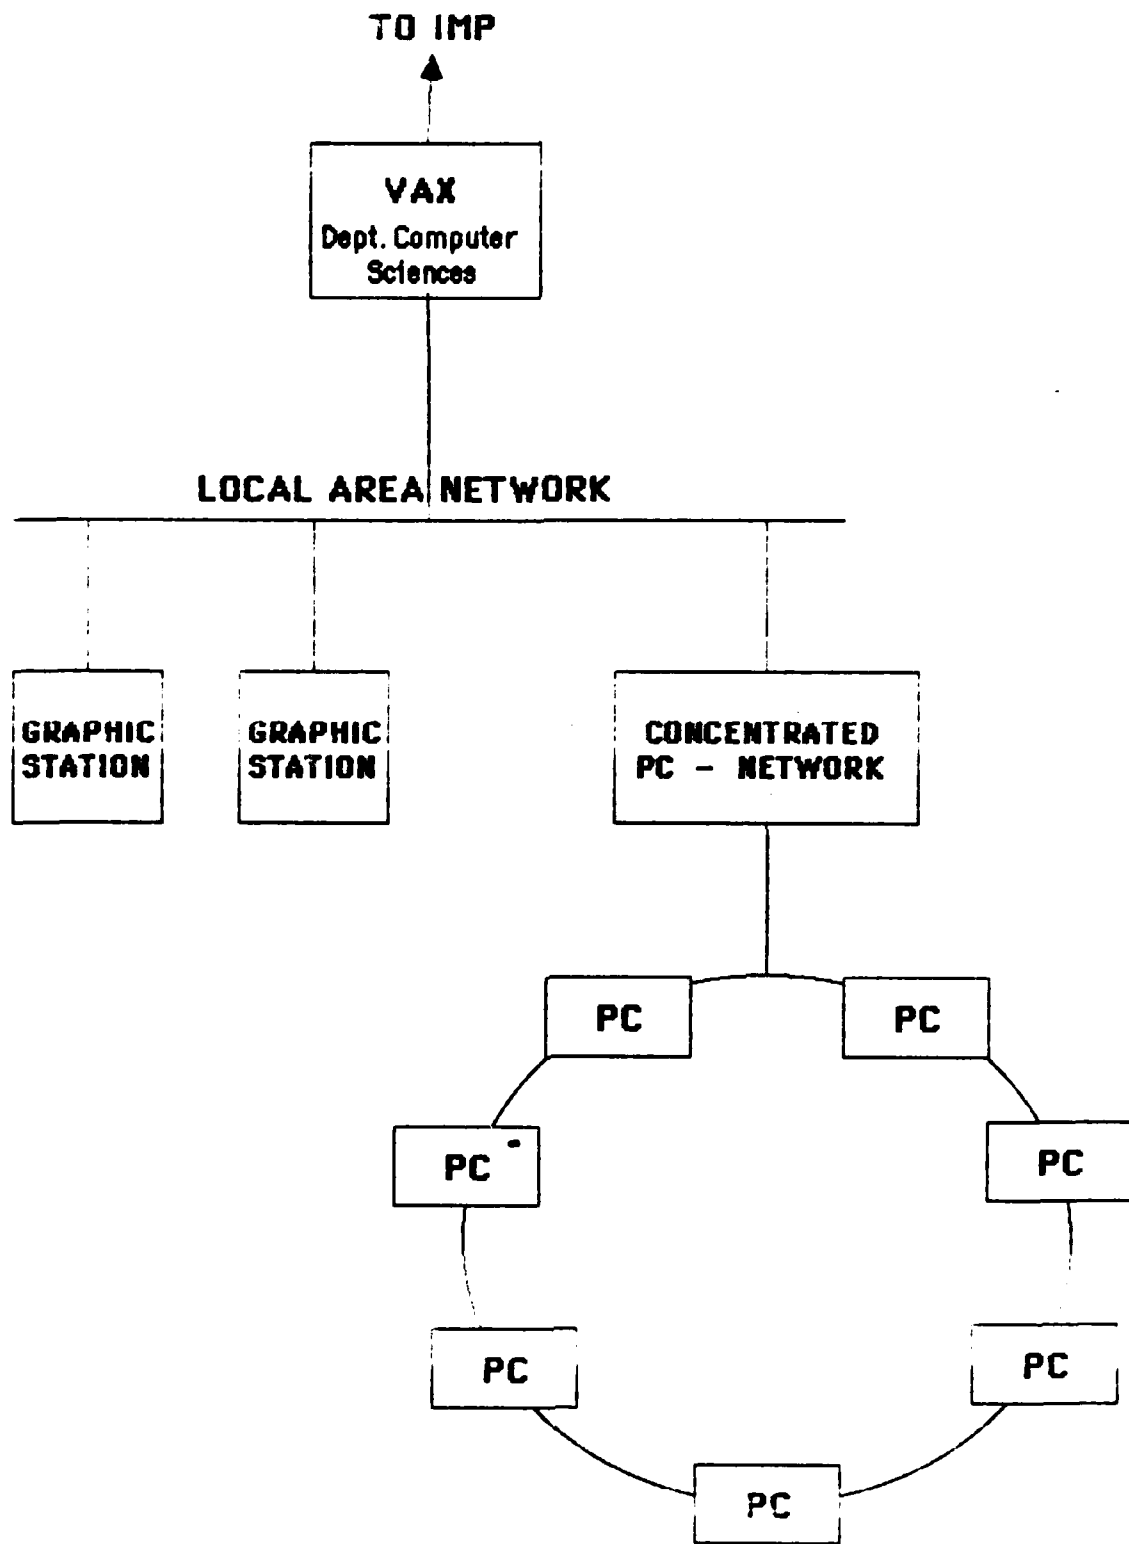 TO IMP
VAX
Dept. Computer
Sciences
LOCAL AREA NETWORK
GRAPHIC
STATION
GRAPHIC
STATION
CONCENTRATED
PC - NETWORK
PC
PC
PC
PC
PC
PC
PC